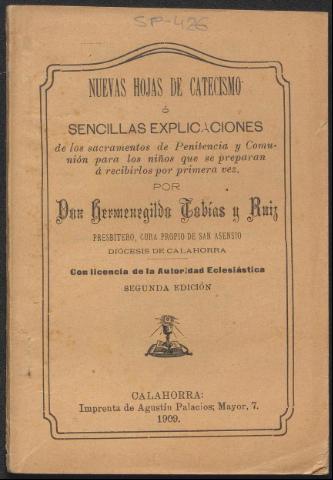 SP-426
NUEVAS HOJAS DE CATECISMO
ó
SENCILLAS EXPLICACIONES
de los sacramentos de Penitencia y Comu-
nión para los niños que se preparan
á recibirlos por primera vez.
POR
Don Hermenegildo Tobías y Ruiz
PRESBITERO, CURA PROPIO DE SAN ASENSIO
DIÓCESIS DE CALAHORRA
Con licencia de la Autoridad Eclesiástica
SEGUNDA EDICIÓN
CALAHORRA:
Imprenta de Agustín Palacios; Mayor, 7.
1909.